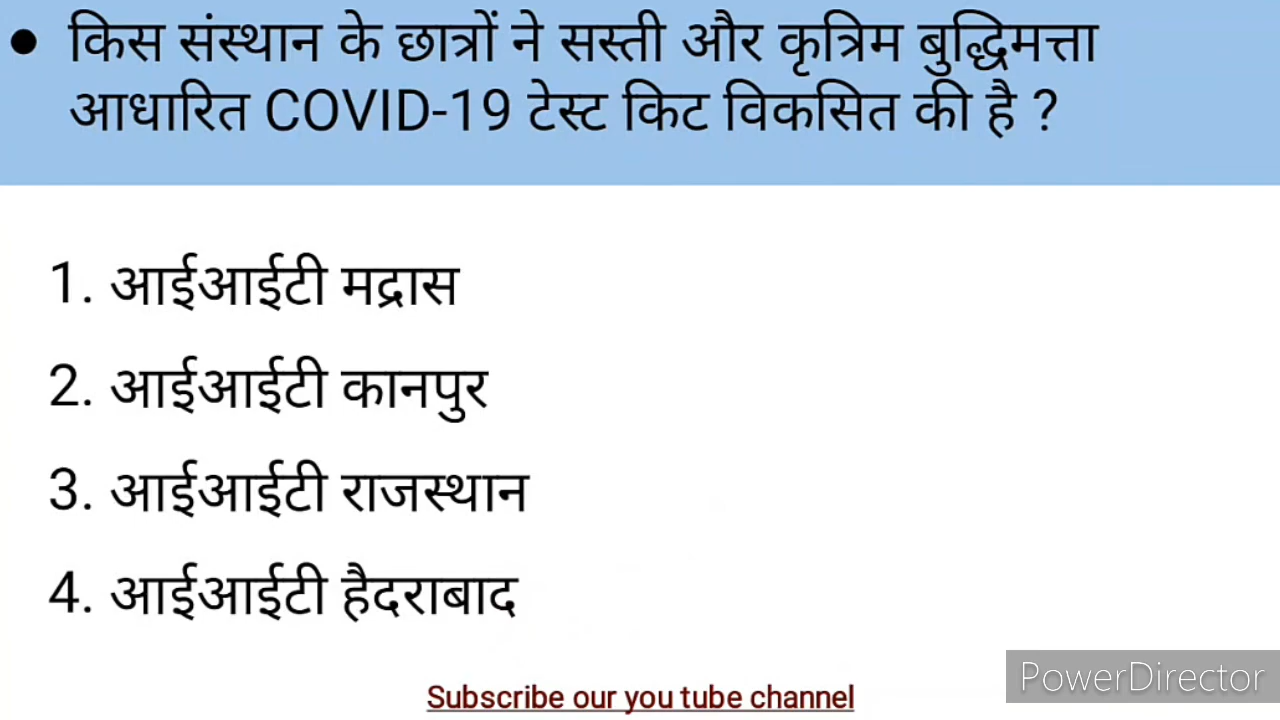 ● किस संस्थान के छात्रों ने सस्ती और कृत्रिम बुद्धिमत्ता
आधारित COVID-19 टेस्ट किट विकसित की है ?
1. आईआईटी मद्रास
2. आईआईटी कानपुर
3. आईआईटी राजस्थान
4. आईआईटी हैदराबाद
Subscribe our you tube channel
PowerDirector